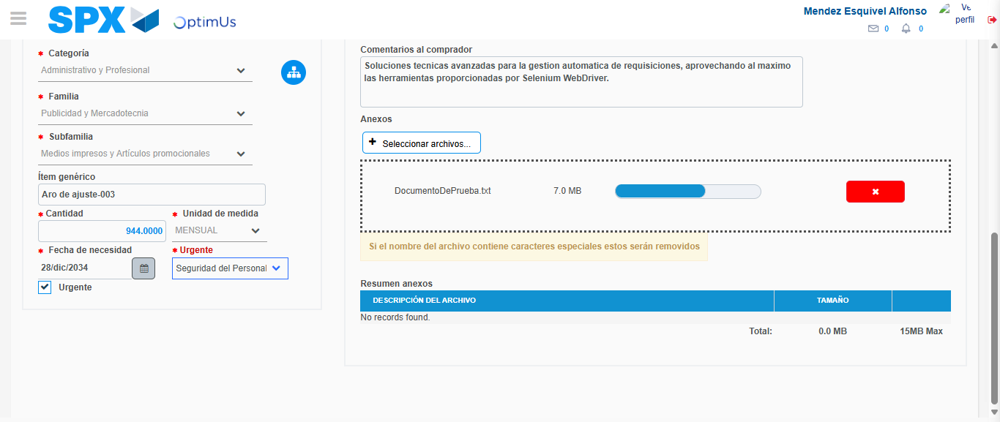 SPX
OptimUs
Mendez Esquivel Alfonso
Ve
perfil
0
0
* Categoría
Administrativo y Profesional
* Familia
Publicidad y Mercadotecnia
* Subfamilia
Medios impresos y Artículos promocionales
Ítem genérico
Aro de ajuste-003
* Cantidad
* Unidad de medida
944.0000
MENSUAL
* Fecha de necesidad
* Urgente
28/dic/2034
Seguridad del Personal
Urgente
Comentarios al comprador
Soluciones tecnicas avanzadas para la gestion automatica de requisiciones, aprovechando al maximo
las herramientas proporcionadas por Selenium WebDriver.
Anexos
+ Seleccionar archivos...
DocumentoDePrueba.txt 7.0 MB
Si el nombre del archivo contiene caracteres especiales estos serán removidos
Resumen anexos
DESCRIPCIÓN DEL ARCHIVO TAMAÑO
No records found.
Total: 0.0 MB 15MB Max